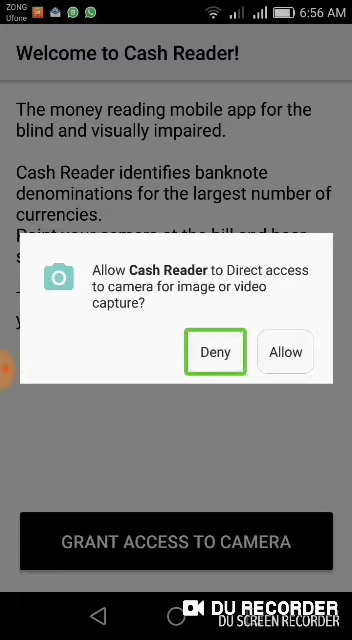 ZONG
Ufone
6:56 AM
Welcome to Cash Reader!
The money reading mobile app for the
blind and visually impaired.
Cash Reader identifies banknote
denominations for the largest number of
currencies.
Allow Cash Reader to Direct access
to camera for image or video
capture?
Deny
Allow
GRANT ACCESS TO CAMERA
DU RECORDER
DU SCREEN RECORDER